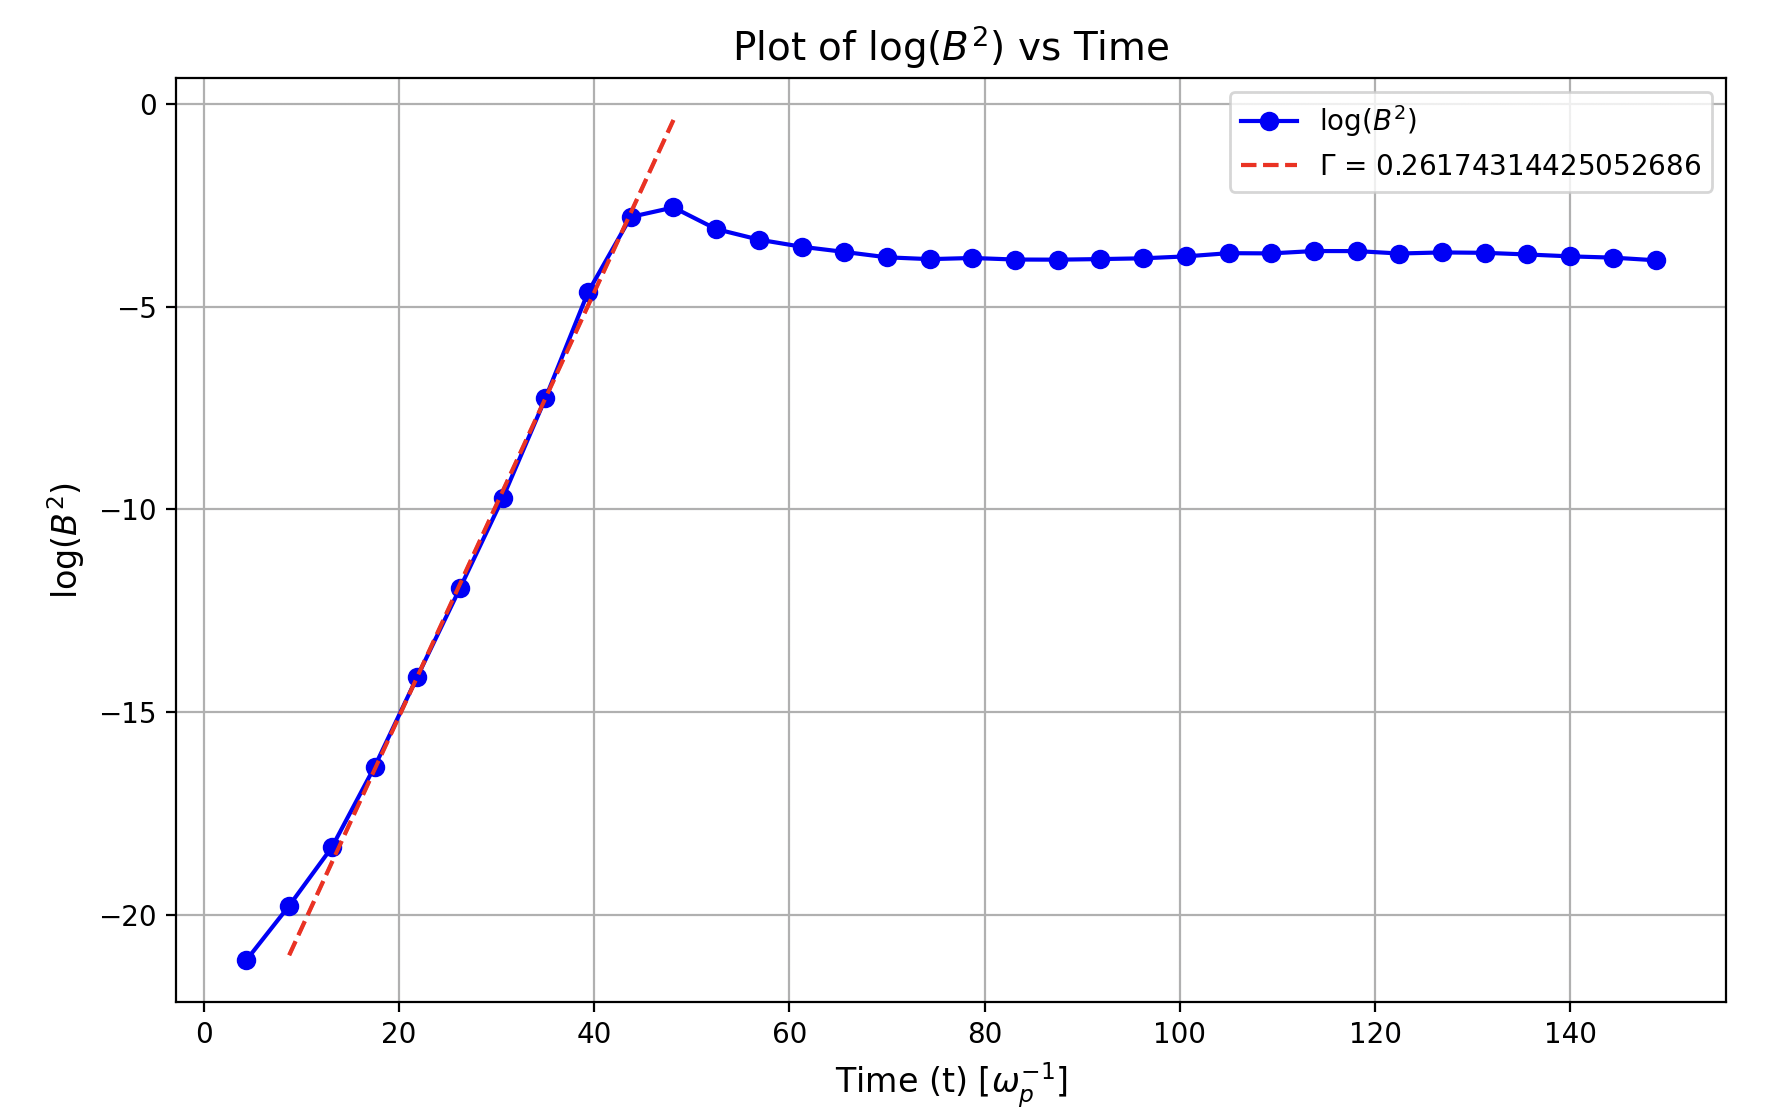 Plot of log(B²) vs Time
log(B²)
Γ = 0.26174314425052686
0
−5
−10
−15
−20
log(B²)
0 20 40 60 80 100 120 140
Time (t) [ωₚ⁻¹]